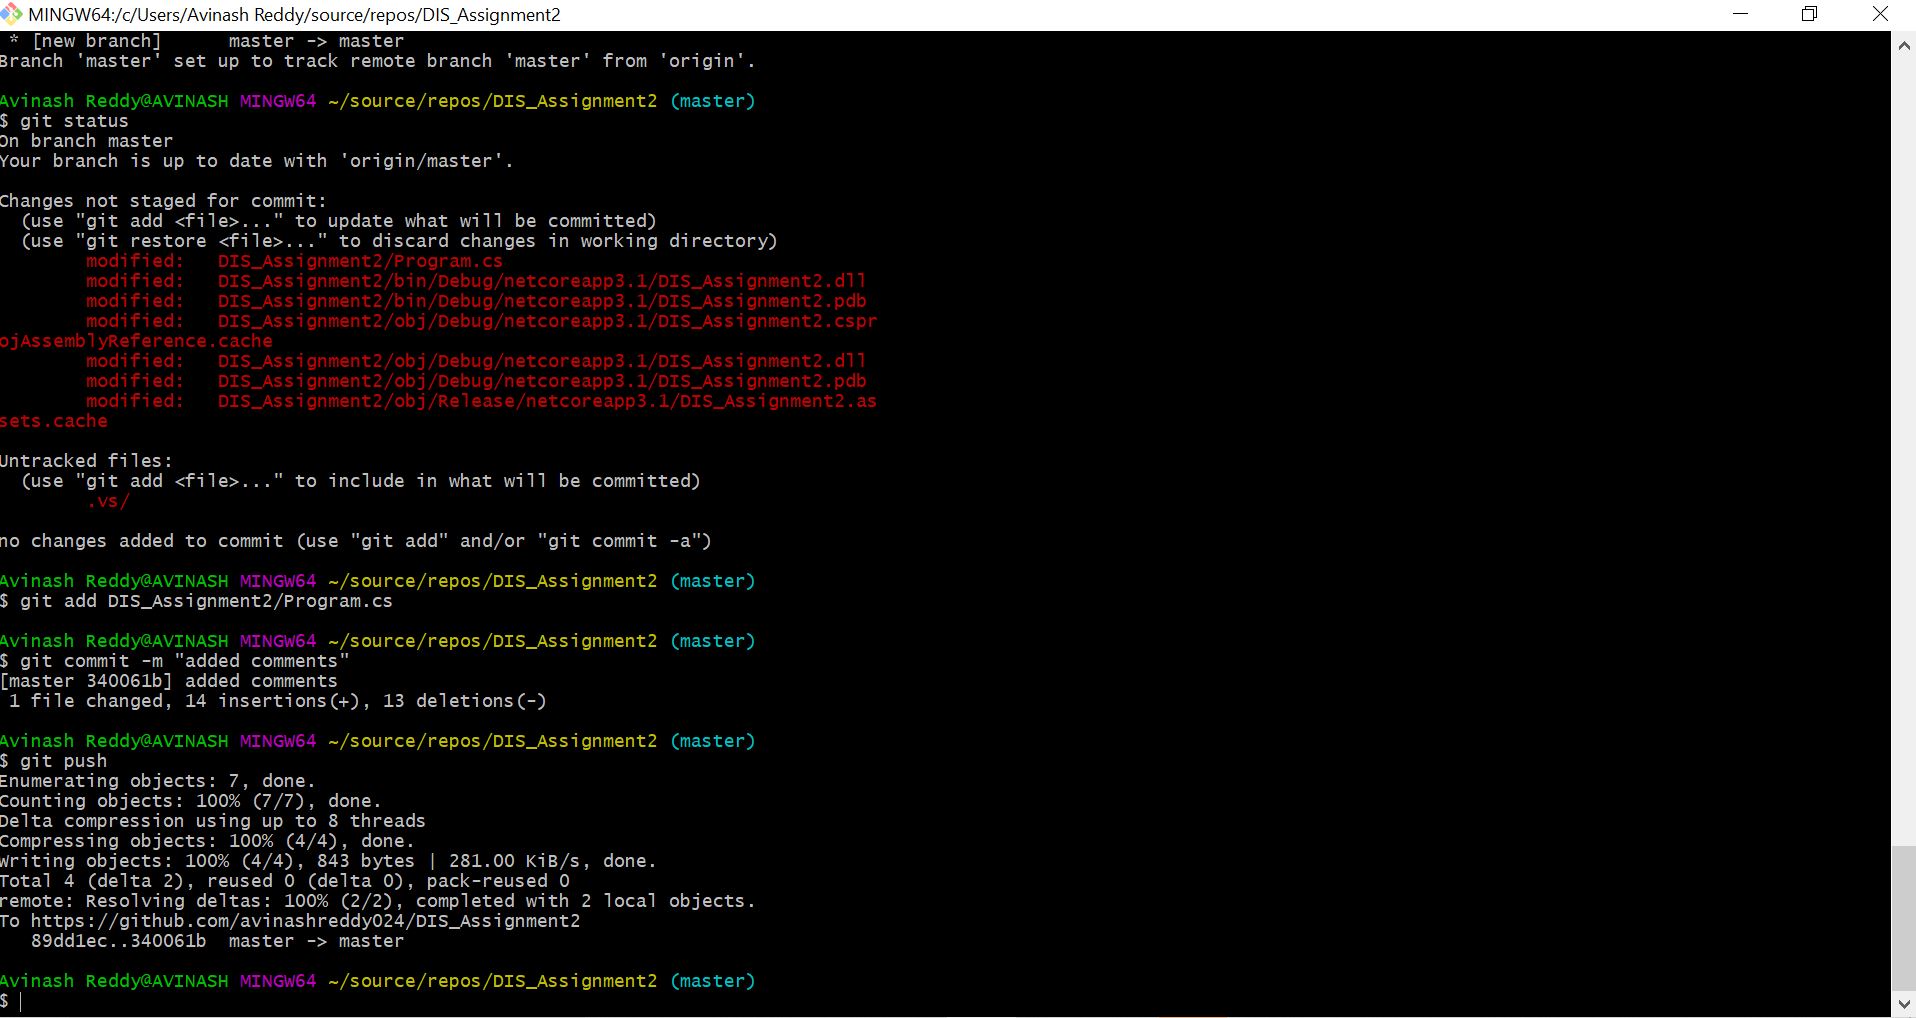 MINGW64:/c/Users/Avinash Reddy/source/repos/DIS_Assignment2
 * [new branch]      master -> master
Branch 'master' set up to track remote branch 'master' from 'origin'.
Avinash Reddy@AVINASH MINGW64 ~/source/repos/DIS_Assignment2 (master)
$ git status
On branch master
Your branch is up to date with 'origin/master'.
Changes not staged for commit:
  (use "git add <file>..." to update what will be committed)
  (use "git restore <file>..." to discard changes in working directory)
        modified:   DIS_Assignment2/Program.cs
        modified:   DIS_Assignment2/bin/Debug/netcoreapp3.1/DIS_Assignment2.dll
        modified:   DIS_Assignment2/bin/Debug/netcoreapp3.1/DIS_Assignment2.pdb
        modified:   DIS_Assignment2/obj/Debug/netcoreapp3.1/DIS_Assignment2.cspr
ojAssemblyReference.cache
        modified:   DIS_Assignment2/obj/Debug/netcoreapp3.1/DIS_Assignment2.dll
        modified:   DIS_Assignment2/obj/Debug/netcoreapp3.1/DIS_Assignment2.pdb
        modified:   DIS_Assignment2/obj/Release/netcoreapp3.1/DIS_Assignment2.as
sets.cache
Untracked files:
  (use "git add <file>..." to include in what will be committed)
        .vs/
no changes added to commit (use "git add" and/or "git commit -a")
Avinash Reddy@AVINASH MINGW64 ~/source/repos/DIS_Assignment2 (master)
$ git add DIS_Assignment2/Program.cs
Avinash Reddy@AVINASH MINGW64 ~/source/repos/DIS_Assignment2 (master)
$ git commit -m "added comments"
[master 340061b] added comments
 1 file changed, 14 insertions(+), 13 deletions(-)
Avinash Reddy@AVINASH MINGW64 ~/source/repos/DIS_Assignment2 (master)
$ git push
Enumerating objects: 7, done.
Counting objects: 100% (7/7), done.
Delta compression using up to 8 threads
Compressing objects: 100% (4/4), done.
Writing objects: 100% (4/4), 843 bytes | 281.00 KiB/s, done.
Total 4 (delta 2), reused 0 (delta 0), pack-reused 0
remote: Resolving deltas: 100% (2/2), completed with 2 local objects.
To https://github.com/avinashreddy024/DIS_Assignment2
   89dd1ec..340061b  master -> master
Avinash Reddy@AVINASH MINGW64 ~/source/repos/DIS_Assignment2 (master)
$